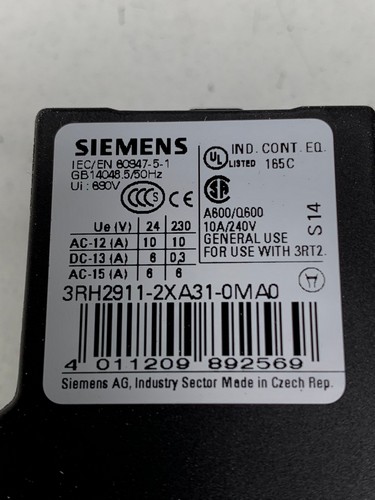 SIEMENS
IEC/EN 60947-5-1
GB14048.5/50Hz
Ui : 690V
CCC S
UL LISTED IND. CONT. EQ. 165C
A600/Q600
10A/240V
GENERAL USE
FOR USE WITH 3RT2.
S14
Ue (V) 24 230
AC-12 (A) 10 10
DC-13 (A) 6 0,3
AC-15 (A) 6 6
3RH2911-2XA31-0MA0
4 011209 892569
Siemens AG, Industry Sector Made in Czech Rep.